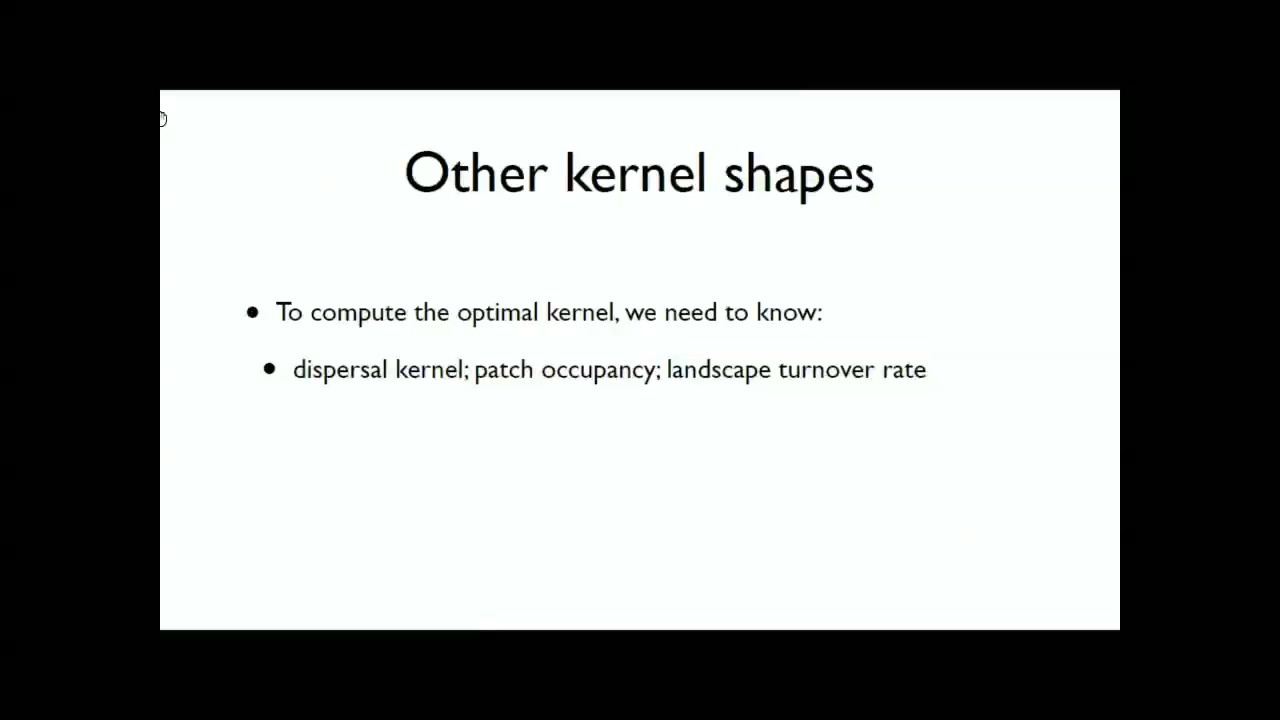 Other kernel shapes
• To compute the optimal kernel, we need to know:
• dispersal kernel; patch occupancy; landscape turnover rate